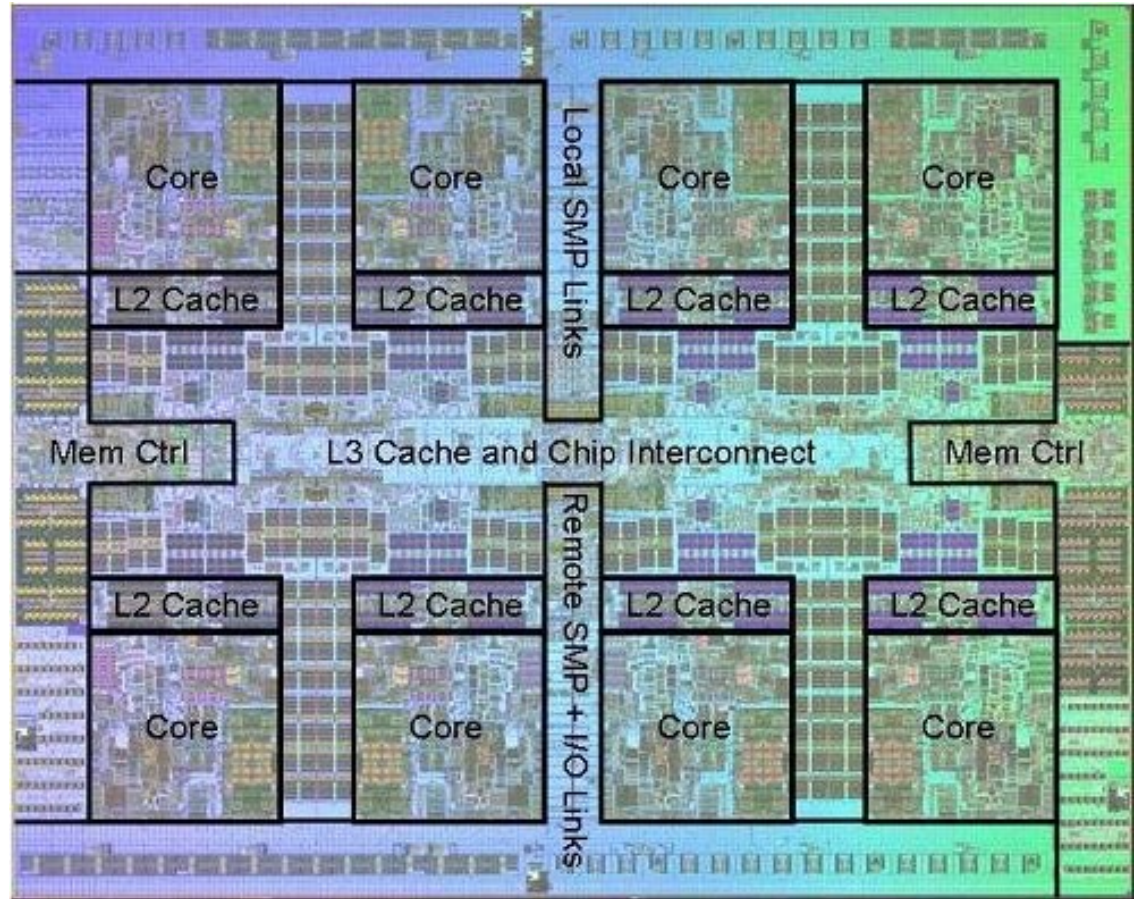 Core
Core
Local SMP Links
Core
Core
L2 Cache
L2 Cache
L2 Cache
L2 Cache
Mem Ctrl
L3 Cache and Chip Interconnect
Mem Ctrl
L2 Cache
L2 Cache
Remote SMP + I/O Links
L2 Cache
L2 Cache
Core
Core
Core
Core